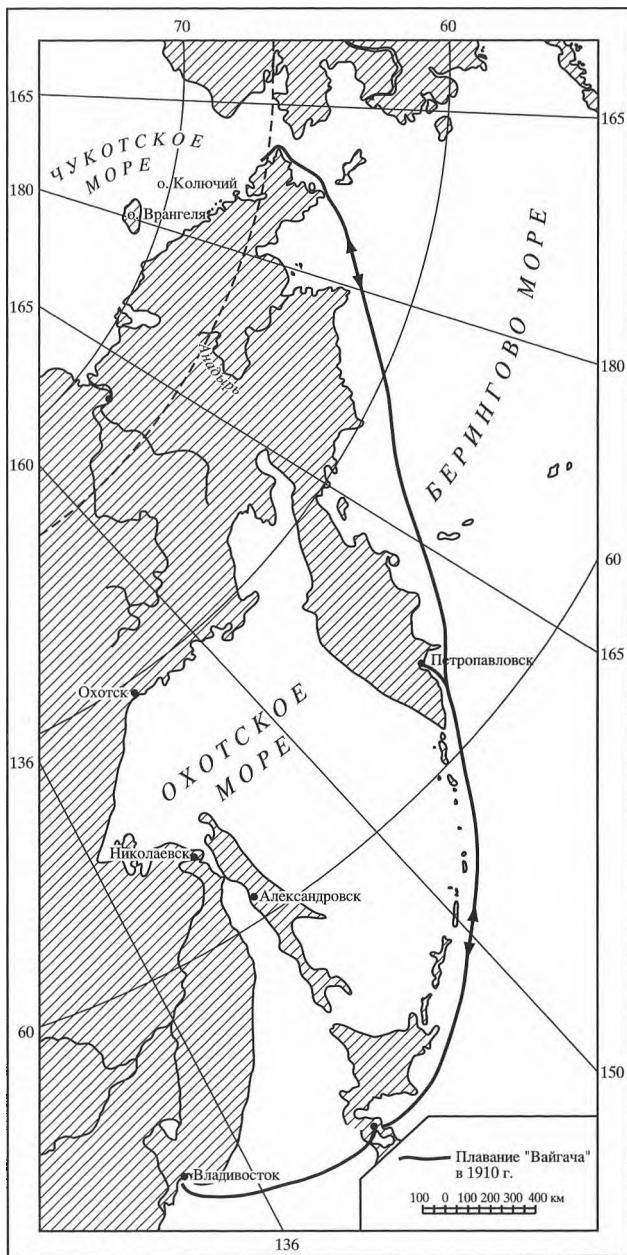 70
60
165
165
ЧУКОТСКОЕ
МОРЕ
о. Колючий
180
о. Врангеля
165
БЕРИНГОВО МОРЕ
Анадырь
180
160
60
Петропавловск
165
Охотск
ОХОТСКОЕ
МОРЕ
136
Николаевск
Александровск
60
150
Плавание "Вайгача"
в 1910 г.
100 0 100 200 300 400 км
Владивосток
136